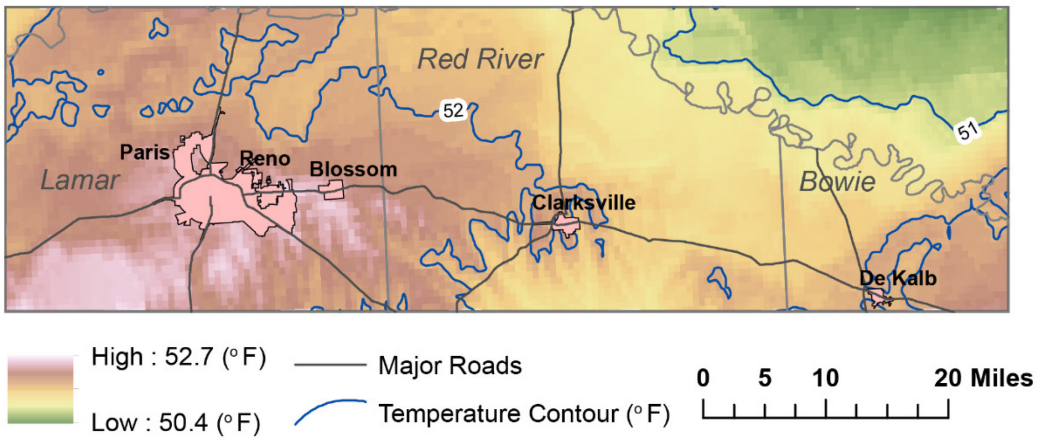 Red River
52
51
Paris
Reno
Blossom
Lamar
Bowie
Clarksville
De Kalb
High : 52.7 (°F)
Low : 50.4 (°F)
Major Roads
Temperature Contour (°F)
0 5 10 20 Miles